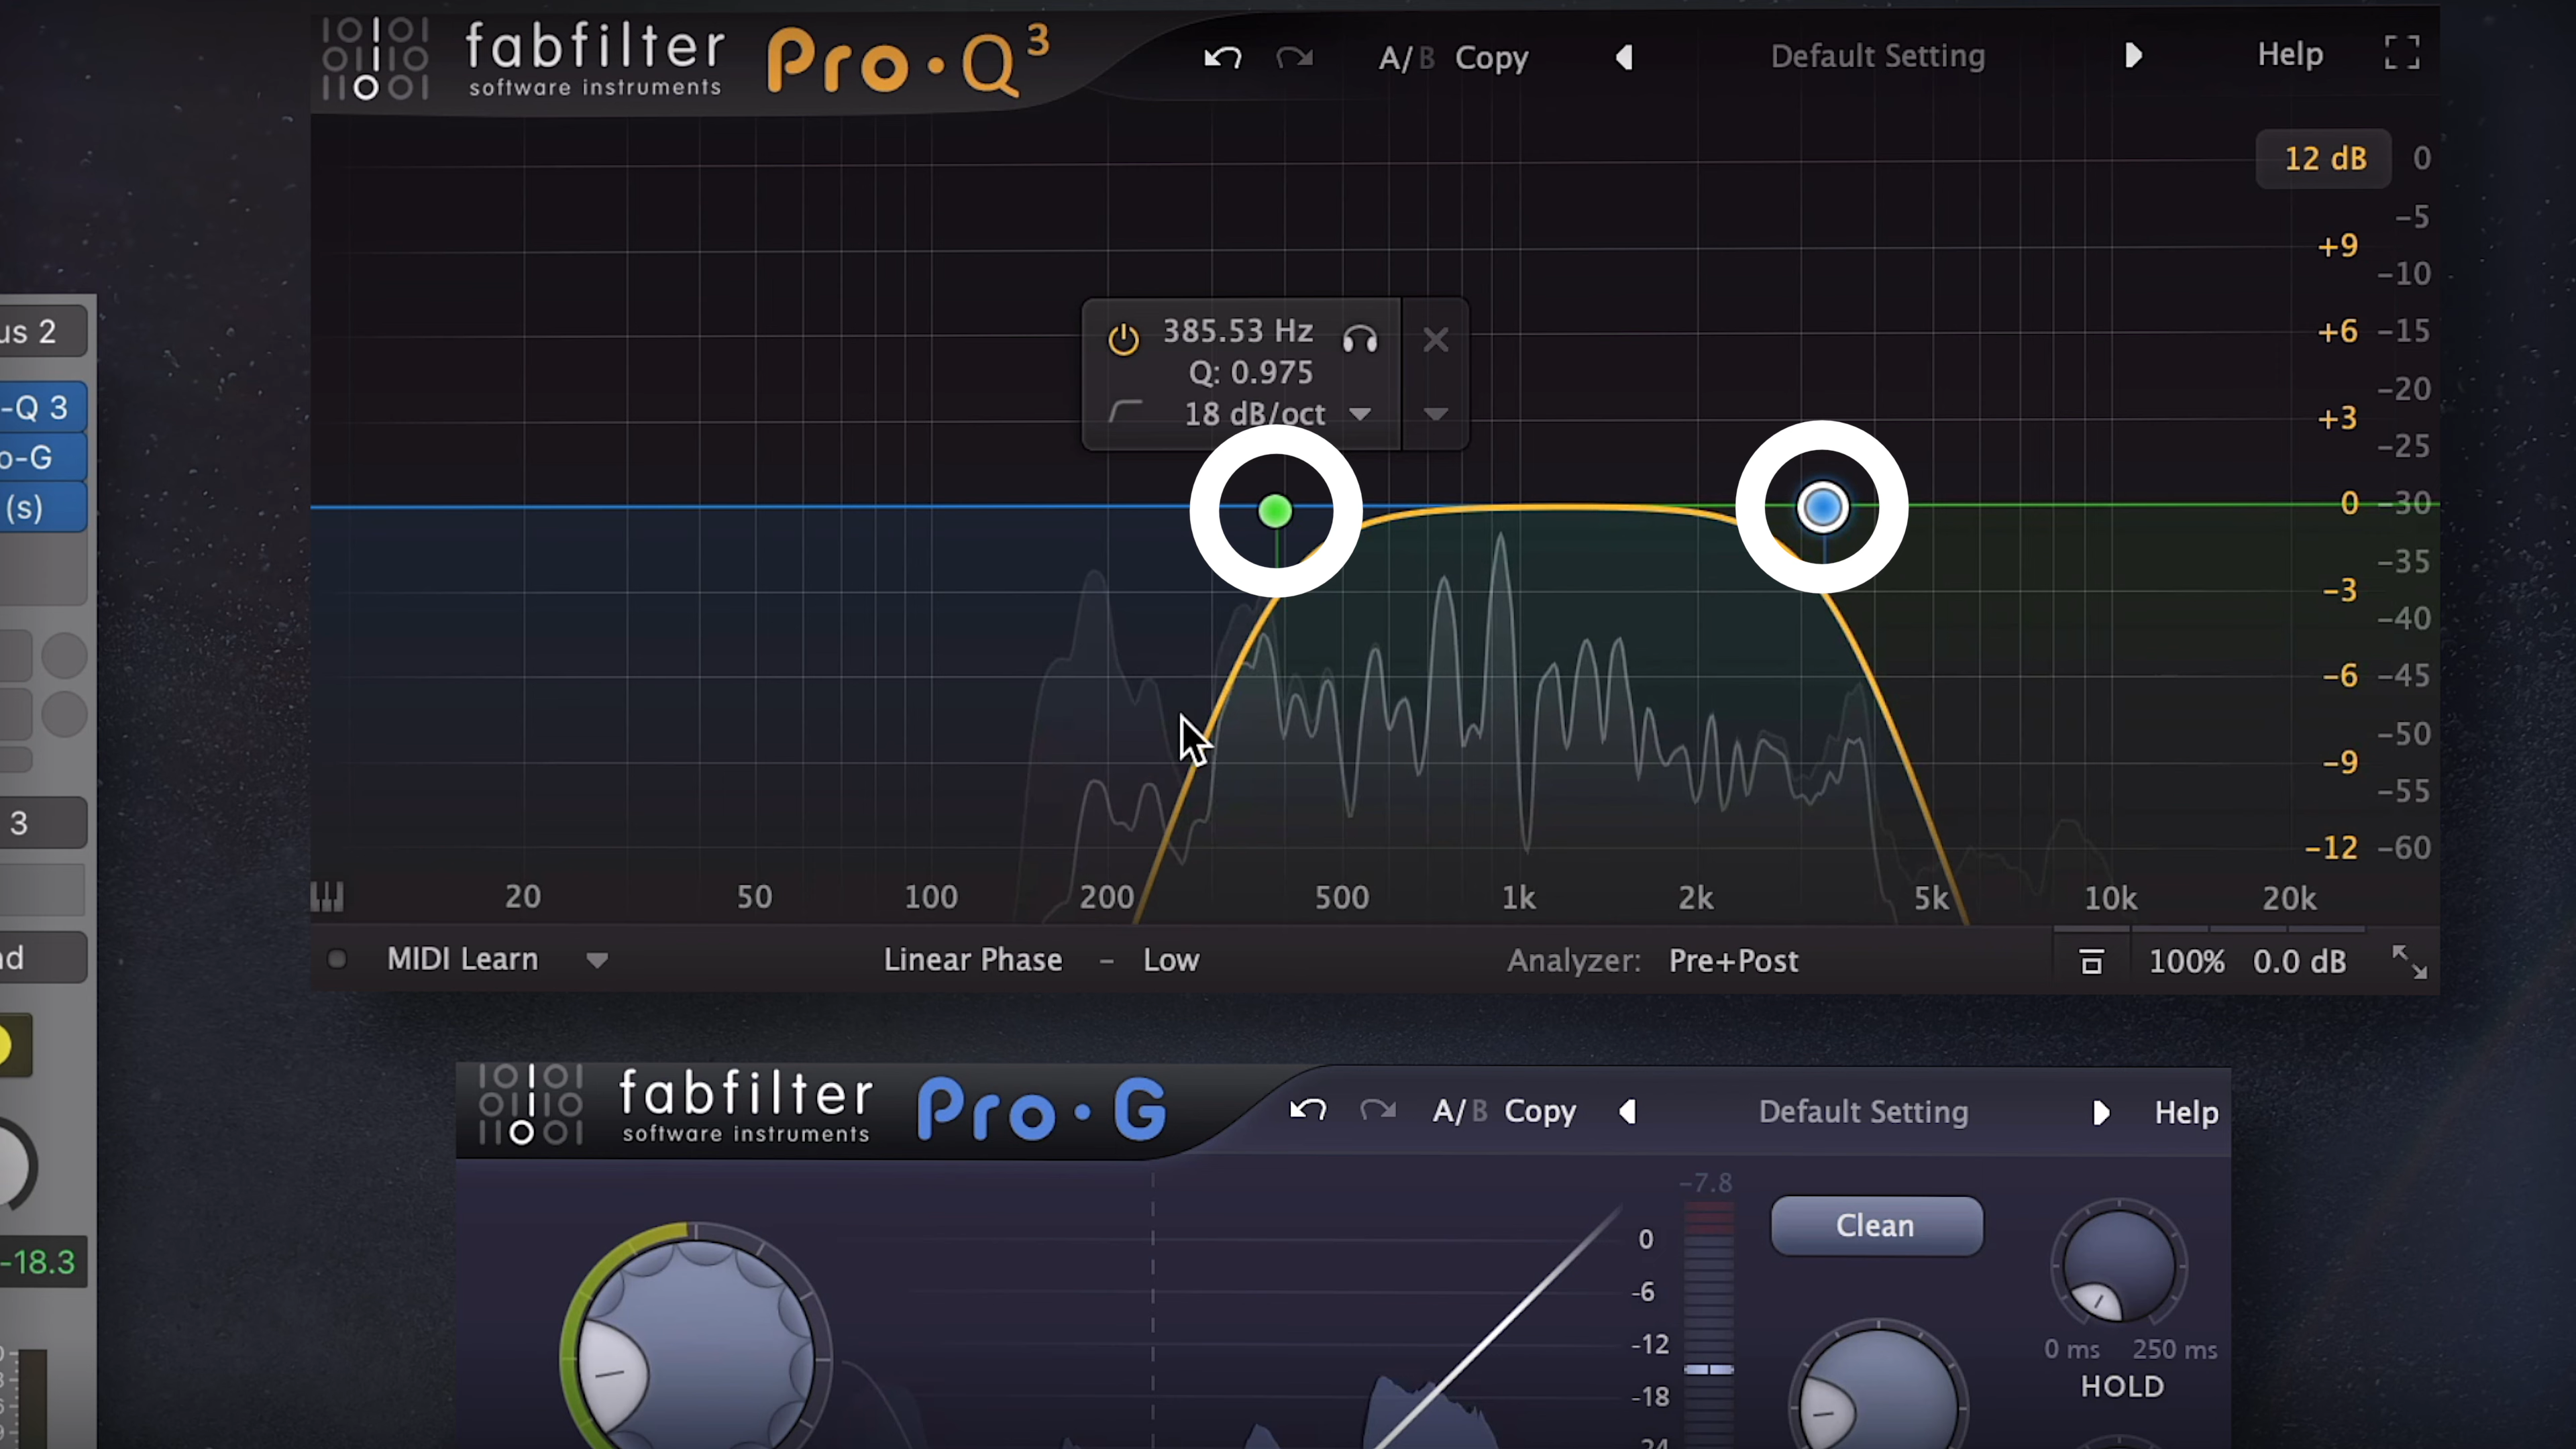 fabfilter
software instruments
Pro·Q3
A/B Copy
Default Setting
Help
12 dB
0
-5
+9
-10
+6
-15
-20
+3
-25
0
-30
-35
-3
-40
-6
-45
-50
-9
-55
-12
-60
385.53 Hz
Q: 0.975
18 dB/oct
20 50 100 200 500 1k 2k 5k 10k 20k
MIDI Learn
Linear Phase - Low
Analyzer: Pre+Post
100%
0.0 dB
us 2
-Q 3
o-G
(s)
3
-18.3
fabfilter
software instruments
Pro·G
A/B Copy
Default Setting
Help
-7.8
0
-6
-12
-18
Clean
0 ms 250 ms
HOLD